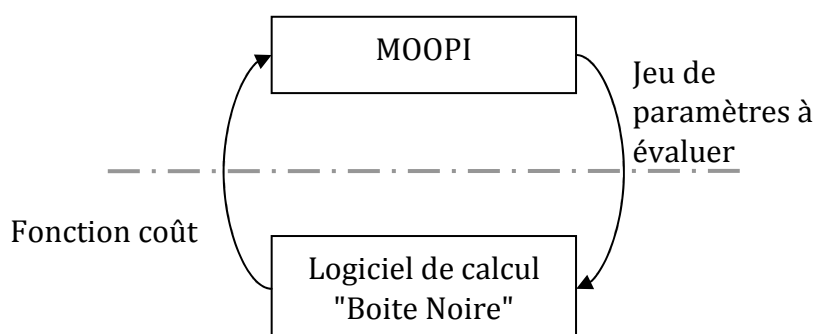 MOOPI
Jeu de
paramètres à
évaluer
Fonction coût
Logiciel de calcul
"Boite Noire"